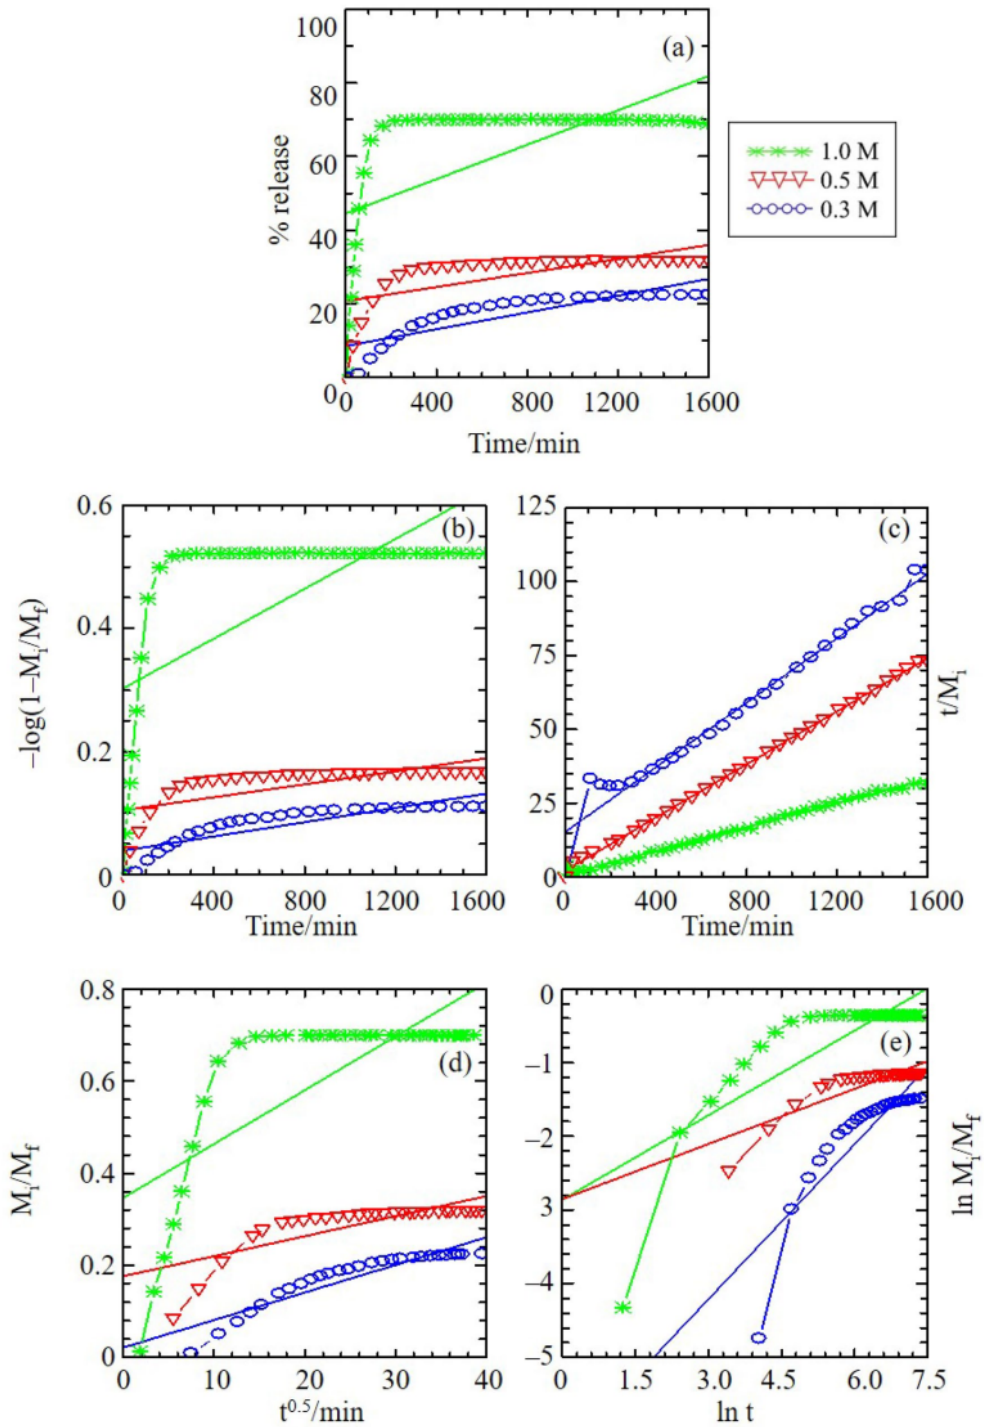 100
80
60
40
20
0
% release
(a)
0 400 800 1200 1600
Time/min
1.0 M
0.5 M
0.3 M
0.6
0.4
0.2
0
−log(1−Mᵢ/M_f)
(b)
0 400 800 1200 1600
Time/min
125
100
75
50
25
0
(c)
t/Mᵢ
0 400 800 1200 1600
Time/min
0.8
0.6
0.4
0.2
0
Mᵢ/M_f
(d)
0 10 20 30 40
t^0.5/min
0
−1
−2
−3
−4
−5
(e)
ln Mᵢ/M_f
0 1.5 3.0 4.5 6.0 7.5
ln t